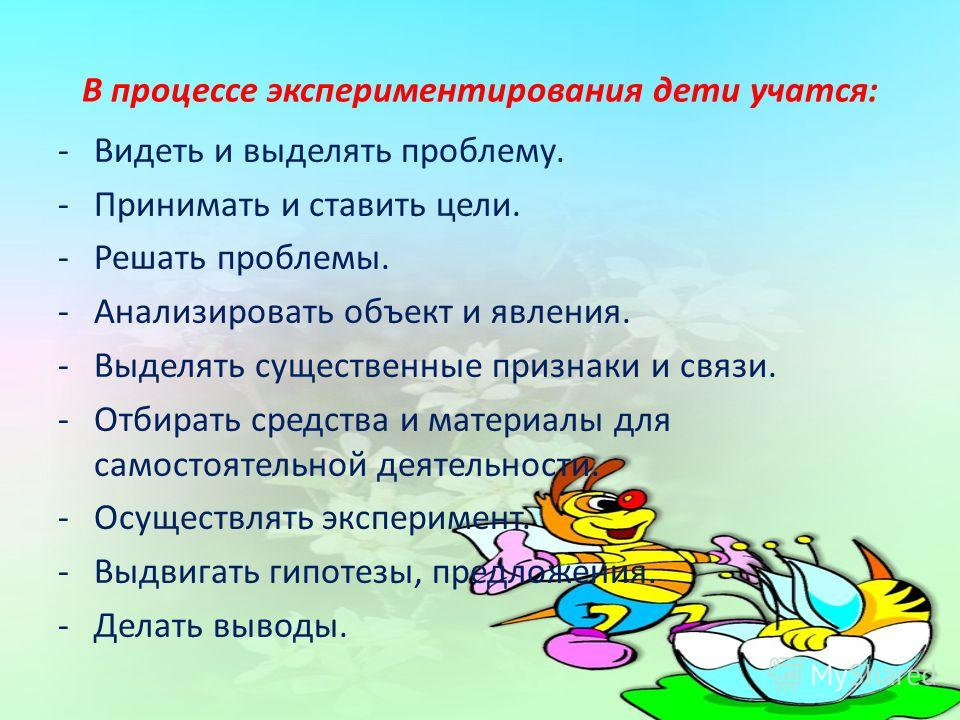 В процессе экспериментирования дети учатся:
- Видеть и выделять проблему.
- Принимать и ставить цели.
- Решать проблемы.
- Анализировать объект и явления.
- Выделять существенные признаки и связи.
- Отбирать средства и материалы для
самостоятельной деятельности.
- Осуществлять эксперимент.
- Выдвигать гипотезы, предложения.
- Делать выводы.
MyShared